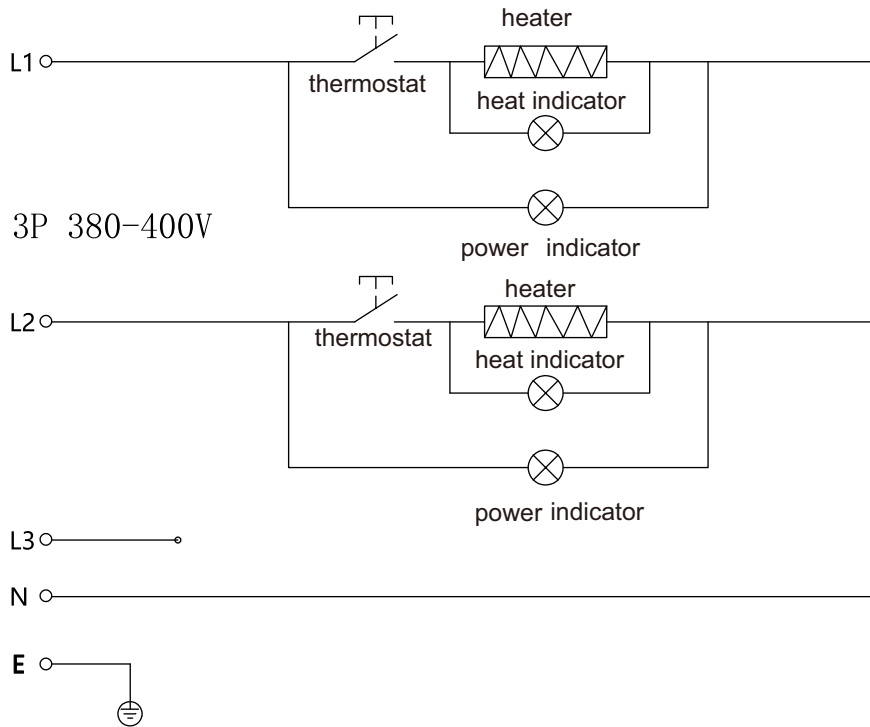 heater
L1
thermostat
heat indicator
3P 380-400V
power indicator
heater
L2
thermostat
heat indicator
power indicator
L3
N
E